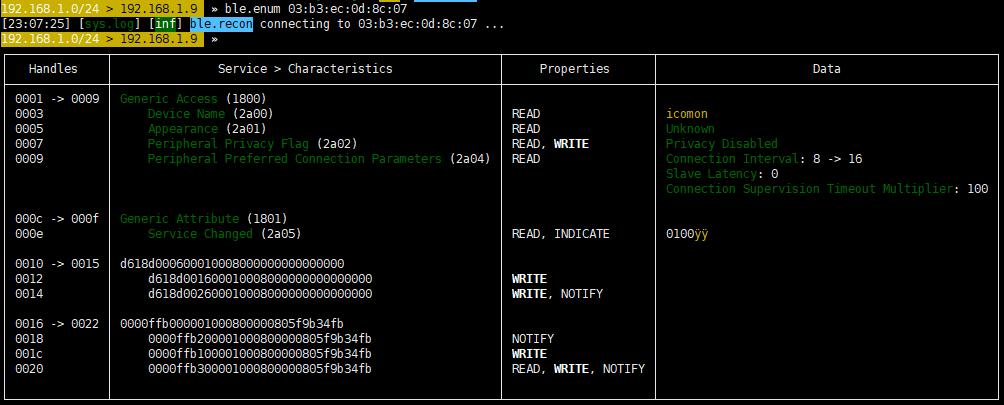 192.168.1.0/24 > 192.168.1.9 » ble.enum 03:b3:ec:0d:8c:07
[23:07:25] [sys.log] [inf] ble.recon connecting to 03:b3:ec:0d:8c:07 ...
192.168.1.0/24 > 192.168.1.9 »
Handles Service > Characteristics Properties Data
0001 -> 0009 Generic Access (1800)
0003 Device Name (2a00) READ icomon
0005 Appearance (2a01) READ Unknown
0007 Peripheral Privacy Flag (2a02) READ, WRITE Privacy Disabled
0009 Peripheral Preferred Connection Parameters (2a04) READ Connection Interval: 8 -> 16
Slave Latency: 0
Connection Supervision Timeout Multiplier: 100
000c -> 000f Generic Attribute (1801)
000e Service Changed (2a05) READ, INDICATE 0100ÿÿ
0010 -> 0015 d618d000600010008000000000000000
0012 d618d001600010008000000000000000 WRITE
0014 d618d002600010008000000000000000 WRITE, NOTIFY
0016 -> 0022 0000ffb000001000800000805f9b34fb
0018 0000ffb200001000800000805f9b34fb NOTIFY
001c 0000ffb100001000800000805f9b34fb WRITE
0020 0000ffb300001000800000805f9b34fb READ, WRITE, NOTIFY